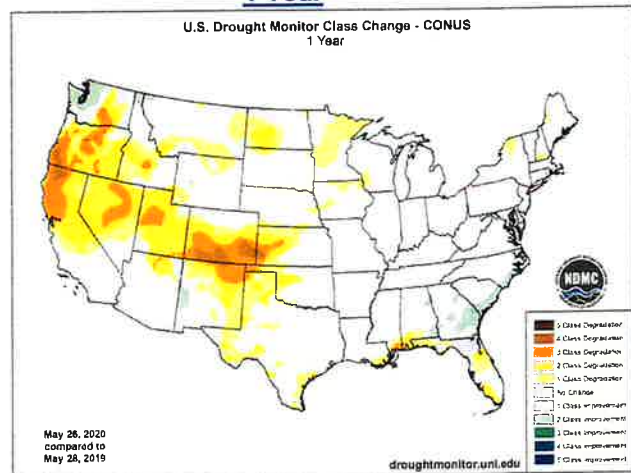 U.S. Drought Monitor Class Change - CONUS
1 Year
NDMC
5 Class Degradation
4 Class Degradation
3 Class Degradation
2 Class Degradation
1 Class Degradation
No Change
1 Class Improvement
2 Class Improvement
3 Class Improvement
4 Class Improvement
5 Class Improvement
May 26, 2020
compared to
May 28, 2019
droughtmonitor.unl.edu